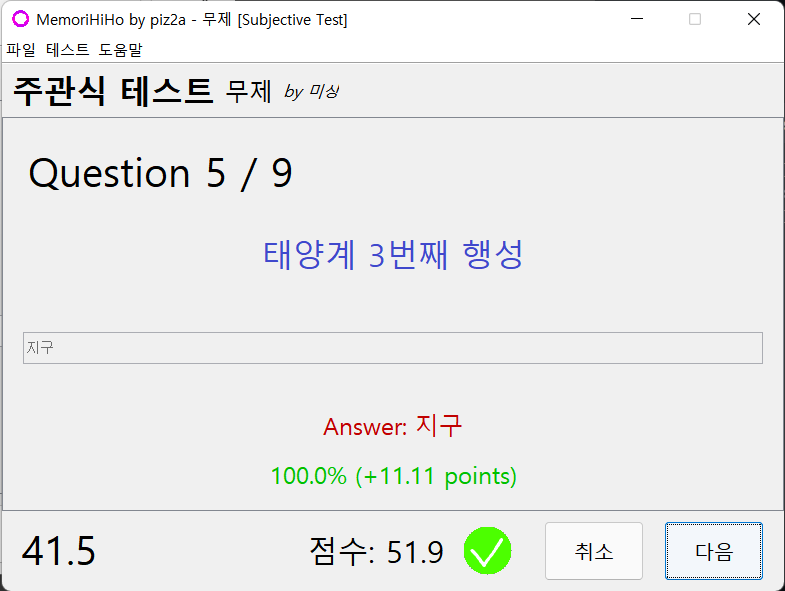 MemoriHiHo by piz2a - 무제 [Subjective Test]
파일 테스트 도움말
주관식 테스트 무제 by 미상
Question 5 / 9
태양계 3번째 행성
지구
Answer: 지구
100.0% (+11.11 points)
41.5 점수: 51.9 취소 다음